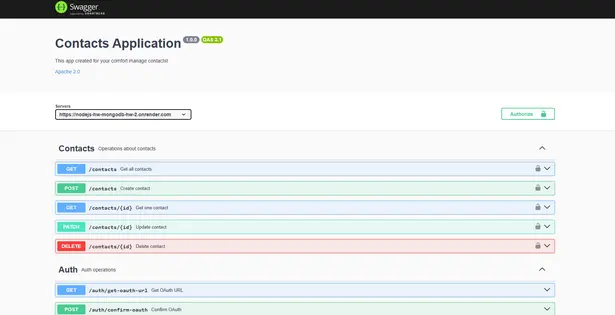 Swagger
Supported by SMARTBEAR
Contacts Application 1.0.0 OAS 3.1
This app created for your comfort manage contacts!
Apache 2.0
Servers
https://nodejs-hw-mongodb-hw-2.onrender.com
Authorize
Contacts Operations about contacts
GET /contacts Get all contacts
POST /contacts Create contact
GET /contacts/{id} Get one contact
PATCH /contacts/{id} Update contact
DELETE /contacts/{id} Delete contact
Auth Auth operations
GET /auth/get-oauth-url Get OAuth URL
POST /auth/confirm-oauth Confirm OAuth